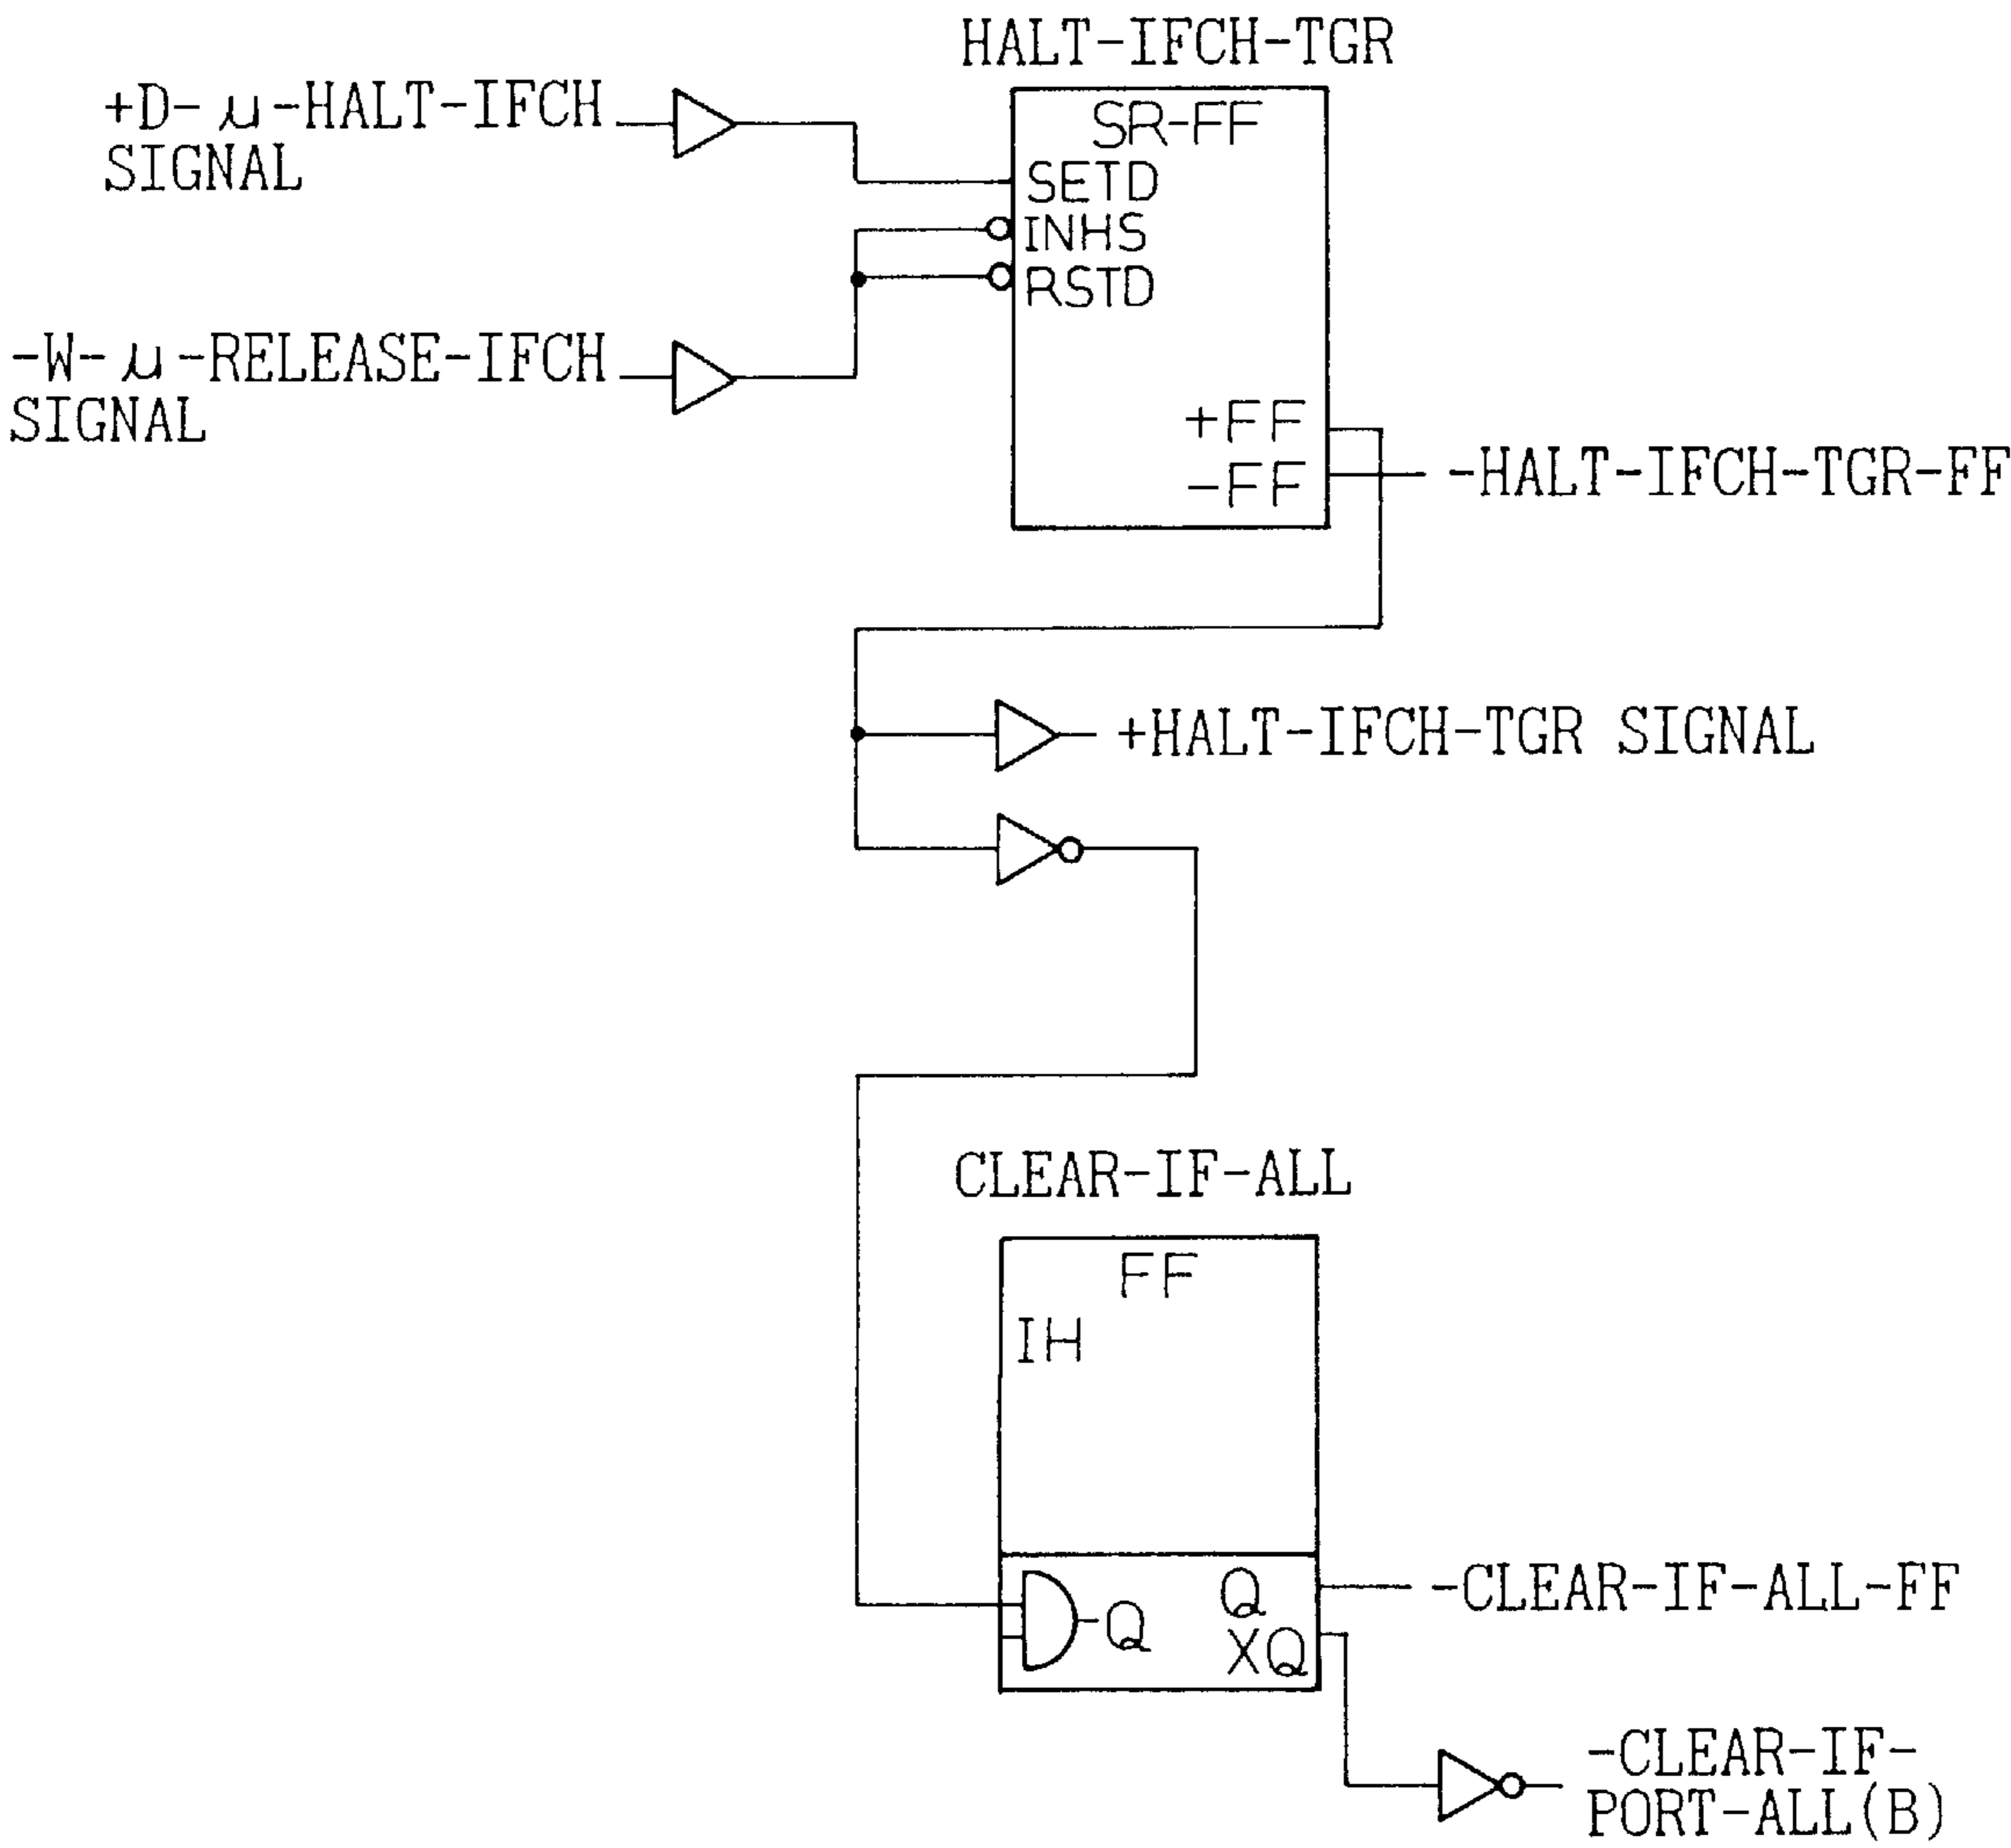 HALT-IFCH-TGR
+D-μ-HALT-IFCH
SIGNAL
SR-FF
SETD
INHS
RSTD
-W-μ-RELEASE-IFCH
SIGNAL
+FF
-FF
-HALT-IFCH-TGR-FF
+HALT-IFCH-TGR SIGNAL
CLEAR-IF-ALL
FF
IH
Q
Q
XQ
-CLEAR-IF-ALL-FF
-CLEAR-IF-
PORT-ALL(B)